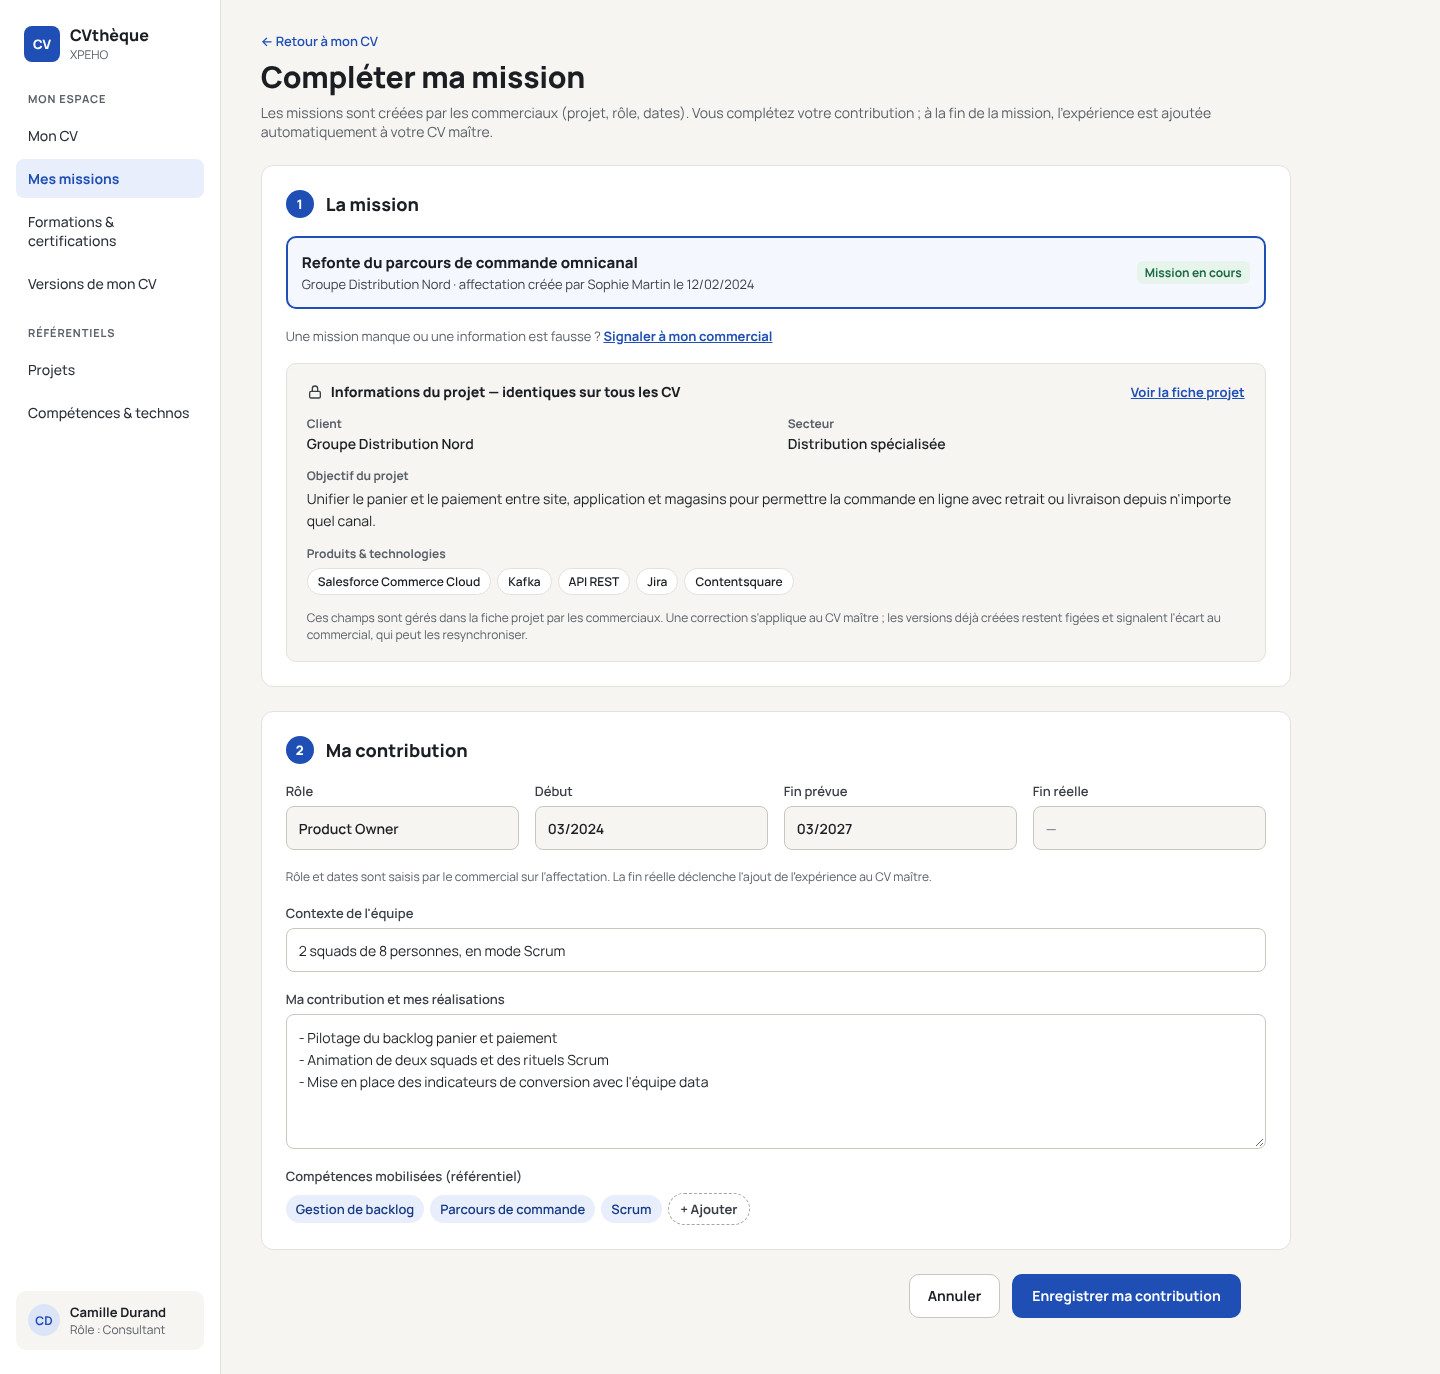 CV
CVthèque
XPEHO
MON ESPACE
Mon CV
Mes missions
Formations &
certifications
Versions de mon CV
RÉFÉRENTIELS
Projets
Compétences & technos
CD
Camille Durand
Rôle : Consultant
← Retour à mon CV
Compléter ma mission
Les missions sont créées par les commerciaux (projet, rôle, dates). Vous complétez votre contribution ; à la fin de la mission, l'expérience est ajoutée
automatiquement à votre CV maître.
1 La mission
Refonte du parcours de commande omnicanal
Groupe Distribution Nord · affectation créée par Sophie Martin le 12/02/2024
Mission en cours
Une mission manque ou une information est fausse ? Signaler à mon commercial
Informations du projet — identiques sur tous les CV
Voir la fiche projet
Client
Groupe Distribution Nord
Secteur
Distribution spécialisée
Objectif du projet
Unifier le panier et le paiement entre site, application et magasins pour permettre la commande en ligne avec retrait ou livraison depuis n'importe
quel canal.
Produits & technologies
Salesforce Commerce Cloud Kafka API REST Jira Contentsquare
Ces champs sont gérés dans la fiche projet par les commerciaux. Une correction s'applique au CV maître ; les versions déjà créées restent figées et signalent l'écart au
commercial, qui peut les resynchroniser.
2 Ma contribution
Rôle
Product Owner
Début
03/2024
Fin prévue
03/2027
Fin réelle
—
Rôle et dates sont saisis par le commercial sur l'affectation. La fin réelle déclenche l'ajout de l'expérience au CV maître.
Contexte de l'équipe
2 squads de 8 personnes, en mode Scrum
Ma contribution et mes réalisations
- Pilotage du backlog panier et paiement
- Animation de deux squads et des rituels Scrum
- Mise en place des indicateurs de conversion avec l'équipe data
Compétences mobilisées (référentiel)
Gestion de backlog Parcours de commande Scrum + Ajouter
Annuler
Enregistrer ma contribution